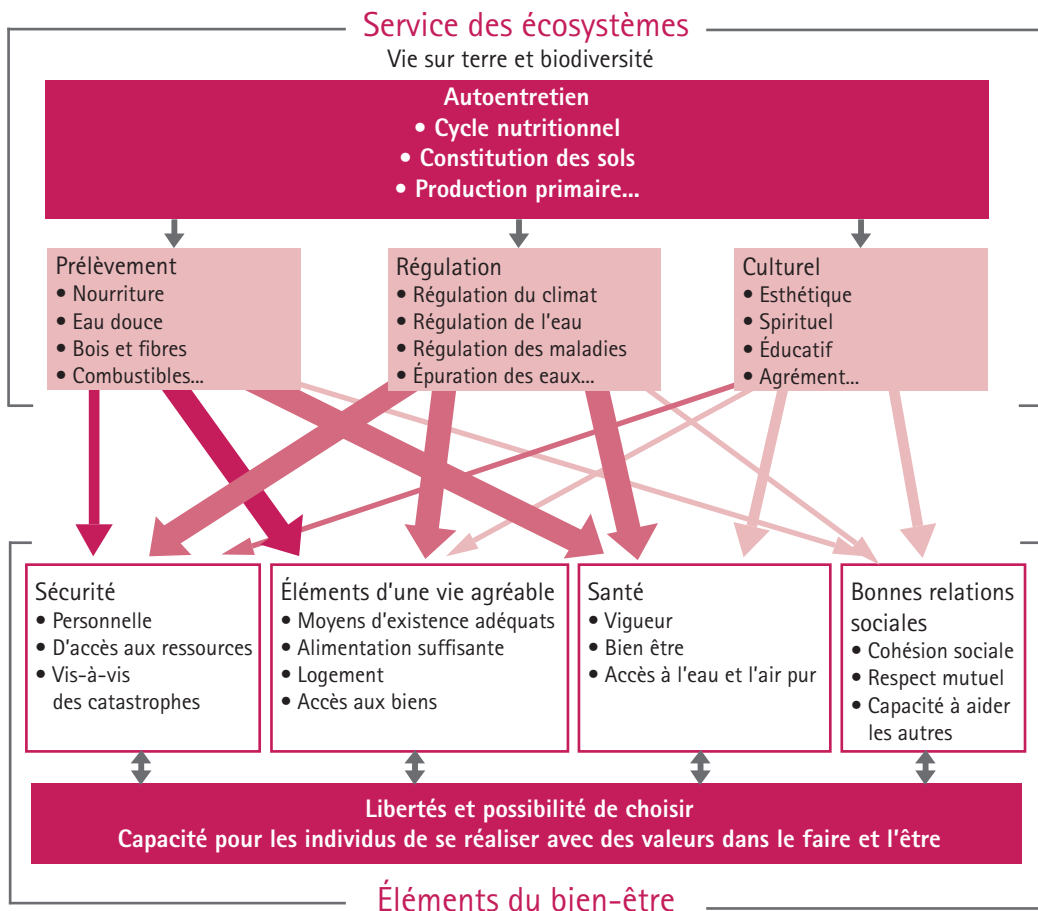 Service des écosystèmes
Vie sur terre et biodiversité
Autoentretien
• Cycle nutritionnel
• Constitution des sols
• Production primaire...
Prélèvement
• Nourriture
• Eau douce
• Bois et fibres
• Combustibles...
Régulation
• Régulation du climat
• Régulation de l'eau
• Régulation des maladies
• Épuration des eaux...
Culturel
• Esthétique
• Spirituel
• Éducatif
• Agrément...
Sécurité
• Personnelle
• D'accès aux ressources
• Vis-à-vis
des catastrophes
Éléments d'une vie agréable
• Moyens d'existence adéquats
• Alimentation suffisante
• Logement
• Accès aux biens
Santé
• Vigueur
• Bien être
• Accès à l'eau et l'air pur
Bonnes relations
sociales
• Cohésion sociale
• Respect mutuel
• Capacité à aider
les autres
Libertés et possibilité de choisir
Capacité pour les individus de se réaliser avec des valeurs dans le faire et l'être
Éléments du bien-être